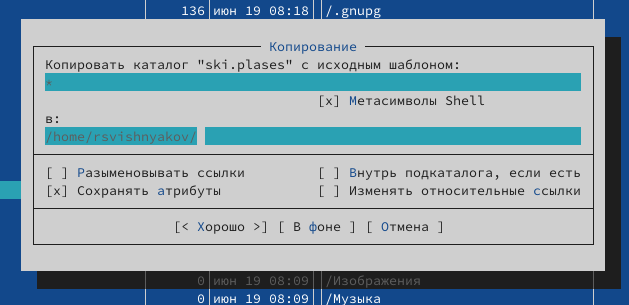 136 июн 19 08:18 /.gnupg
Копирование
Копировать каталог "ski.plases" с исходным шаблоном:
*
[x] Метасимволы Shell
в:
/home/rsvishnyakov/
[ ] Разыменовывать ссылки [ ] Внутрь подкаталога, если есть
[x] Сохранять атрибуты [ ] Изменять относительные ссылки
[< Хорошо >] [ В фоне ] [ Отмена ]
0 июн 19 08:09 /Изображения
0 июн 19 08:09 /Музыка